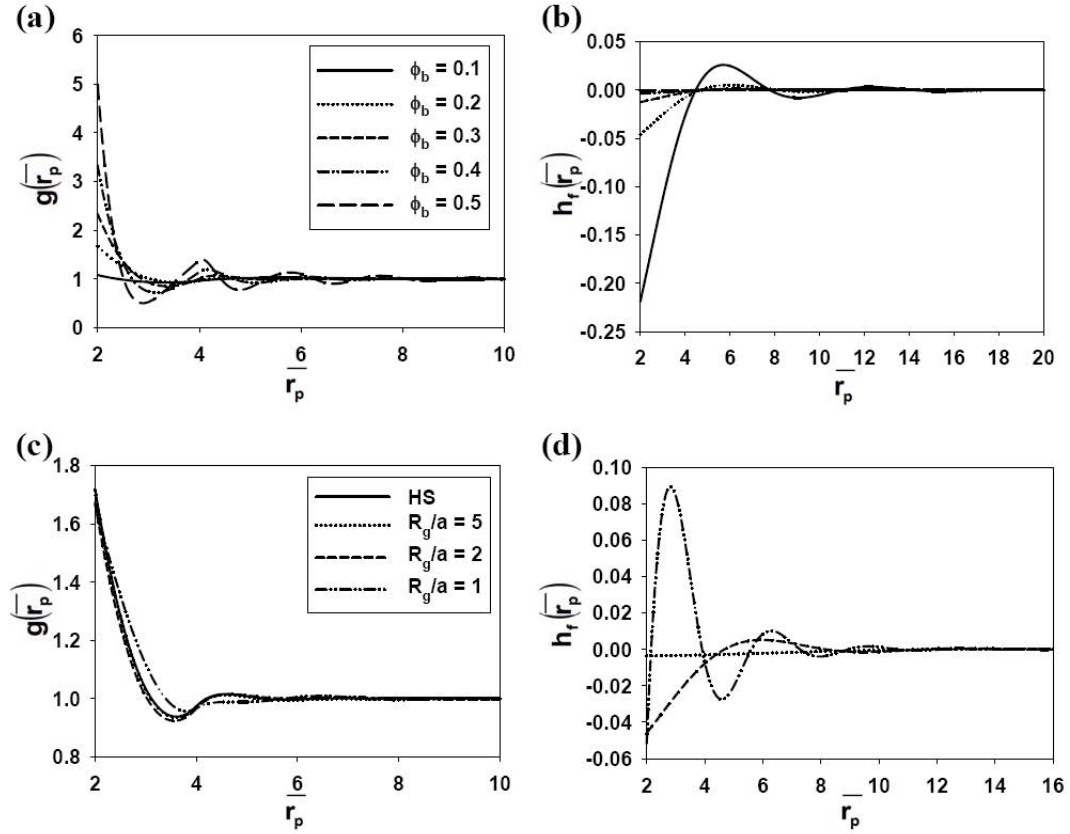 (a)
6
5
4
3
2
1
0
g(r̅p)
2 4 6 8 10
r̅p
ϕb = 0.1
ϕb = 0.2
ϕb = 0.3
ϕb = 0.4
ϕb = 0.5
(b)
0.05
0.00
-0.05
-0.10
-0.15
-0.20
-0.25
hf(r̅p)
2 4 6 8 10 12 14 16 18 20
r̅p
(c)
1.8
1.6
1.4
1.2
1.0
0.8
g(r̅p)
2 4 6 8 10
r̅p
HS
Rg/a = 5
Rg/a = 2
Rg/a = 1
(d)
0.10
0.08
0.06
0.04
0.02
0.00
-0.02
-0.04
-0.06
hf(r̅p)
2 4 6 8 10 12 14 16
r̅p